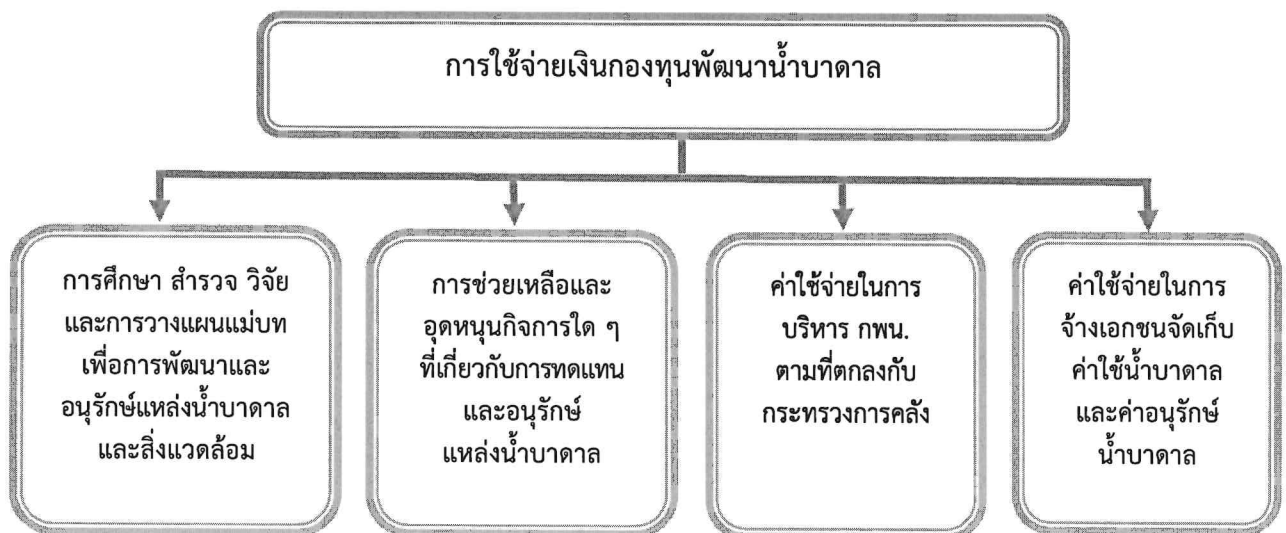 การใช้จ่ายเงินกองทุนพัฒนาน้ำบาดาล
การศึกษา สำรวจ วิจัย
และการวางแผนแม่บท
เพื่อการพัฒนาและ
อนุรักษ์แหล่งน้ำบาดาล
และสิ่งแวดล้อม
การช่วยเหลือและ
อุดหนุนกิจการใด ๆ
ที่เกี่ยวกับการทดแทน
และอนุรักษ์
แหล่งน้ำบาดาล
ค่าใช้จ่ายในการ
บริหาร กพน.
ตามที่ตกลงกับ
กระทรวงการคลัง
ค่าใช้จ่ายในการ
จ้างเอกชนจัดเก็บ
ค่าใช้น้ำบาดาล
และค่าอนุรักษ์
น้ำบาดาล